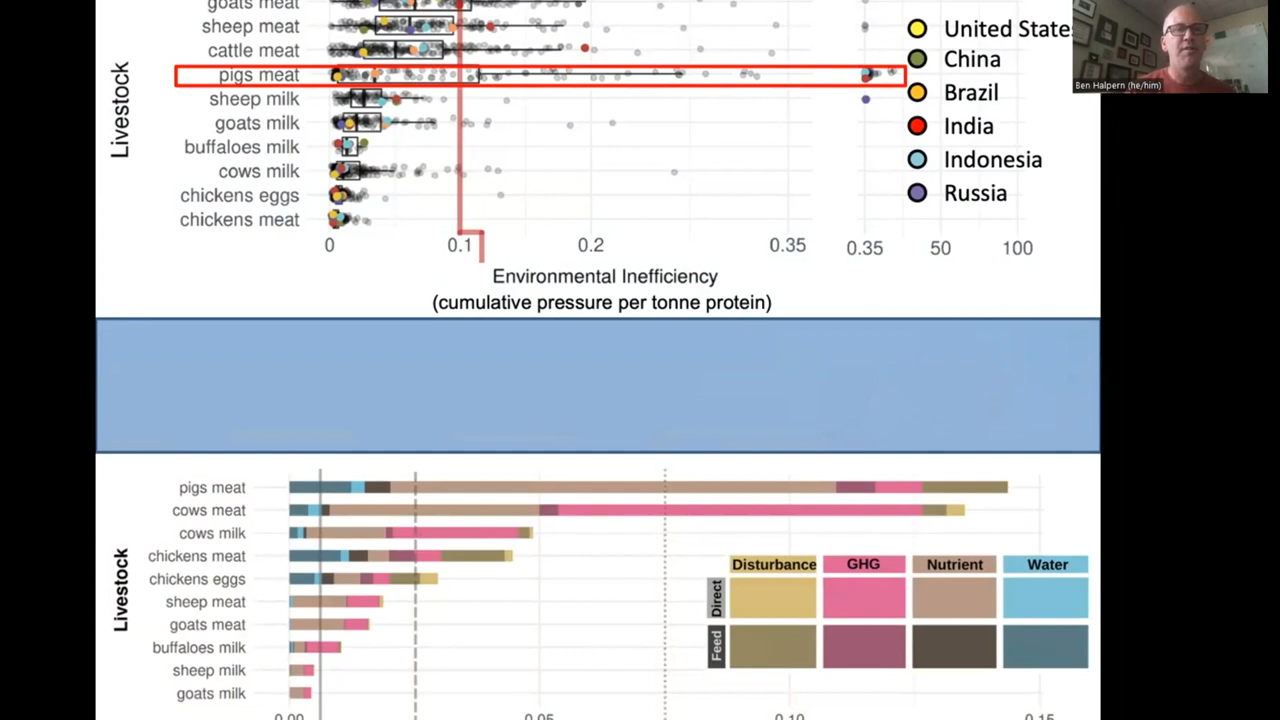 goats meat
sheep meat
cattle meat
pigs meat
sheep milk
goats milk
buffaloes milk
cows milk
chickens eggs
chickens meat
Livestock
0 0.1 0.2 0.35 0.35 50 100
Environmental Inefficiency
(cumulative pressure per tonne protein)
United States
China
Brazil
India
Indonesia
Russia
Ben Halpern (he/him)
pigs meat
cows meat
cows milk
chickens meat
chickens eggs
sheep meat
goats meat
buffaloes milk
sheep milk
goats milk
Livestock
Disturbance GHG Nutrient Water
Direct
Feed
0.00 0.05 0.10 0.15